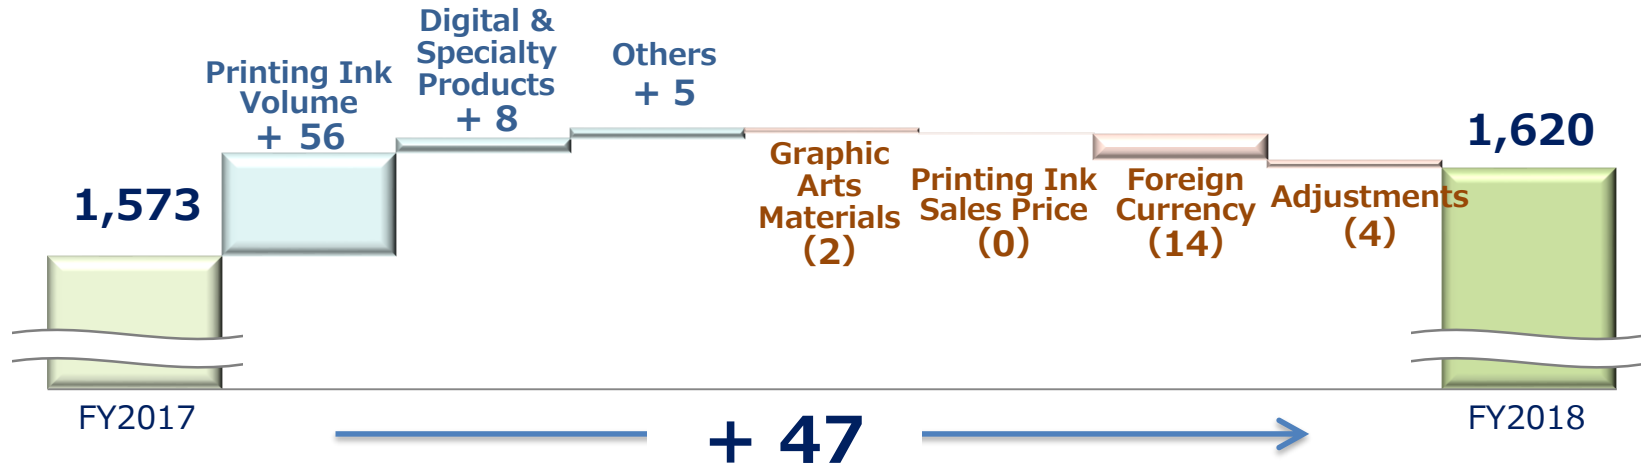 1,573
Printing Ink
Volume
+ 56
Digital &
Specialty
Products
+ 8
Others
+ 5
Graphic
Arts
Materials
(2)
Printing Ink
Sales Price
(0)
Foreign
Currency
(14)
Adjustments
(4)
1,620
FY2017
+ 47
FY2018